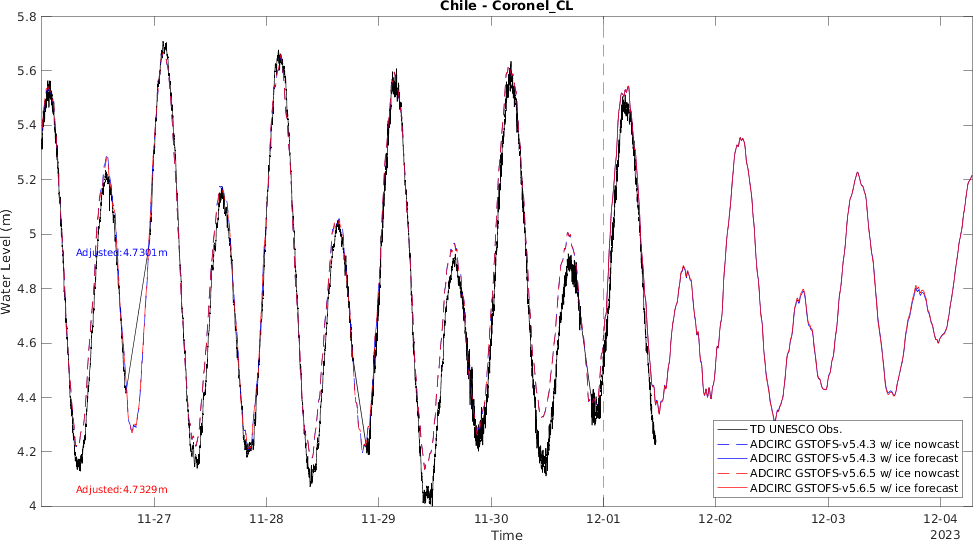 Chile - Coronel_CL
5.8
5.6
5.4
5.2
5
4.8
4.6
4.4
4.2
4
Water Level (m)
Adjusted:4.7301m
Adjusted:4.7329m
TD UNESCO Obs.
ADCIRC GSTOFS-v5.4.3 w/ ice nowcast
ADCIRC GSTOFS-v5.4.3 w/ ice forecast
ADCIRC GSTOFS-v5.6.5 w/ ice nowcast
ADCIRC GSTOFS-v5.6.5 w/ ice forecast
11-27 11-28 11-29 11-30 12-01 12-02 12-03 12-04
2023
Time